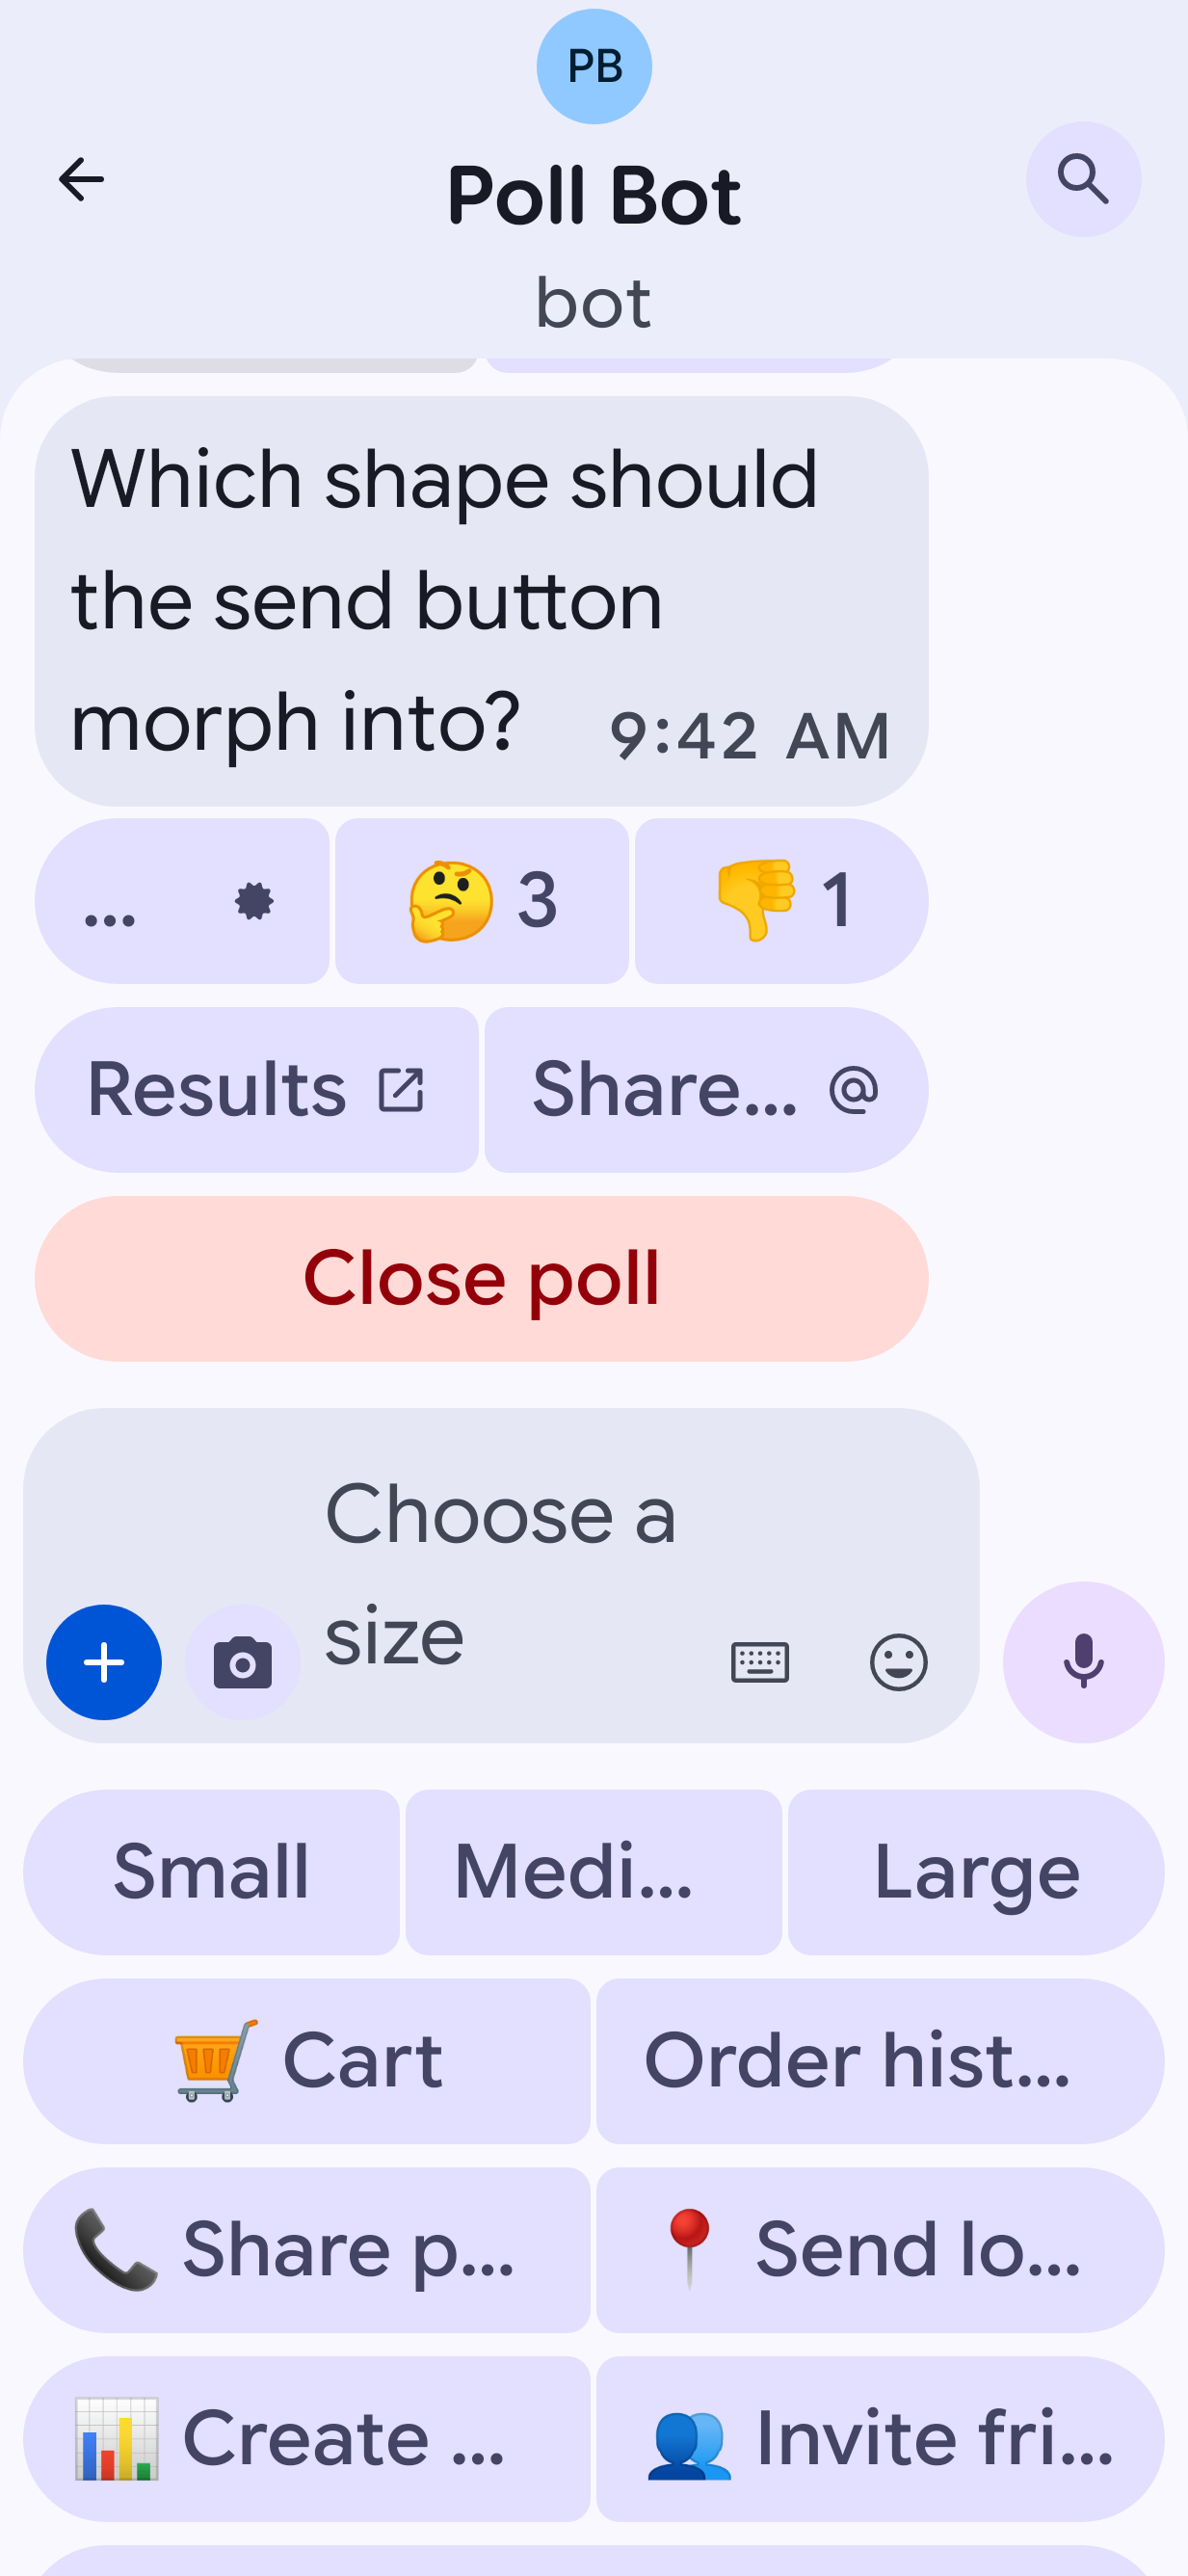 PB
Poll Bot
bot
Which shape should
the send button
morph into? 9:42 AM
... 🤔 3 👎 1
Results Share...
Close poll
Choose a
size
Small Medi... Large
🛒 Cart Order hist...
📞 Share p... 📍 Send lo...
📊 Create ... 👥 Invite fri...